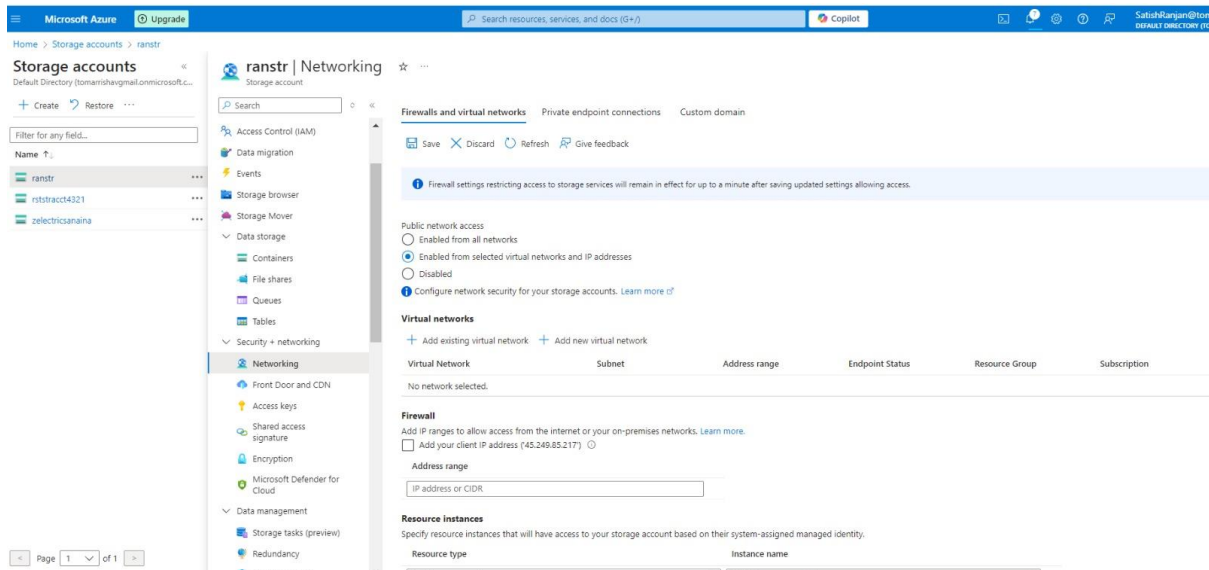 Microsoft Azure
Upgrade
Search resources, services, and docs (G+/)
Copilot
SatishRanjan@ton
DEFAULT DIRECTORY (TO
Home > Storage accounts > ranstr
Storage accounts
Default Directory (tomarrishavgmail.onmicrosoft.c...
+ Create Restore ...
Filter for any field...
Name ↑
ranstr ...
rststracct4321 ...
zelectricsanaina ...
< Page 1 of 1 >
ranstr | Networking
Storage account
Search
Access Control (IAM)
Data migration
Events
Storage browser
Storage Mover
Data storage
Containers
File shares
Queues
Tables
Security + networking
Networking
Front Door and CDN
Access keys
Shared access
signature
Encryption
Microsoft Defender for
Cloud
Data management
Storage tasks (preview)
Redundancy
Firewalls and virtual networks Private endpoint connections Custom domain
Save Discard Refresh Give feedback
Firewall settings restricting access to storage services will remain in effect for up to a minute after saving updated settings allowing access.
Public network access
Enabled from all networks
Enabled from selected virtual networks and IP addresses
Disabled
Configure network security for your storage accounts. Learn more
Virtual networks
+ Add existing virtual network + Add new virtual network
Virtual Network Subnet Address range Endpoint Status Resource Group Subscription
No network selected.
Firewall
Add IP ranges to allow access from the internet or your on-premises networks. Learn more.
Add your client IP address ('45.249.85.217')
Address range
IP address or CIDR
Resource instances
Specify resource instances that will have access to your storage account based on their system-assigned managed identity.
Resource type Instance name